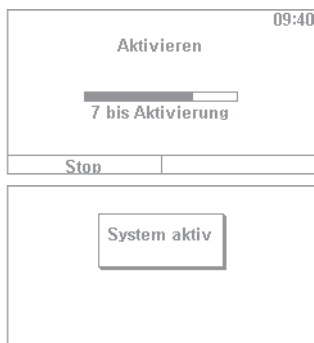 09:40
Aktivieren
7 bis Aktivierung
Stop
System aktiv